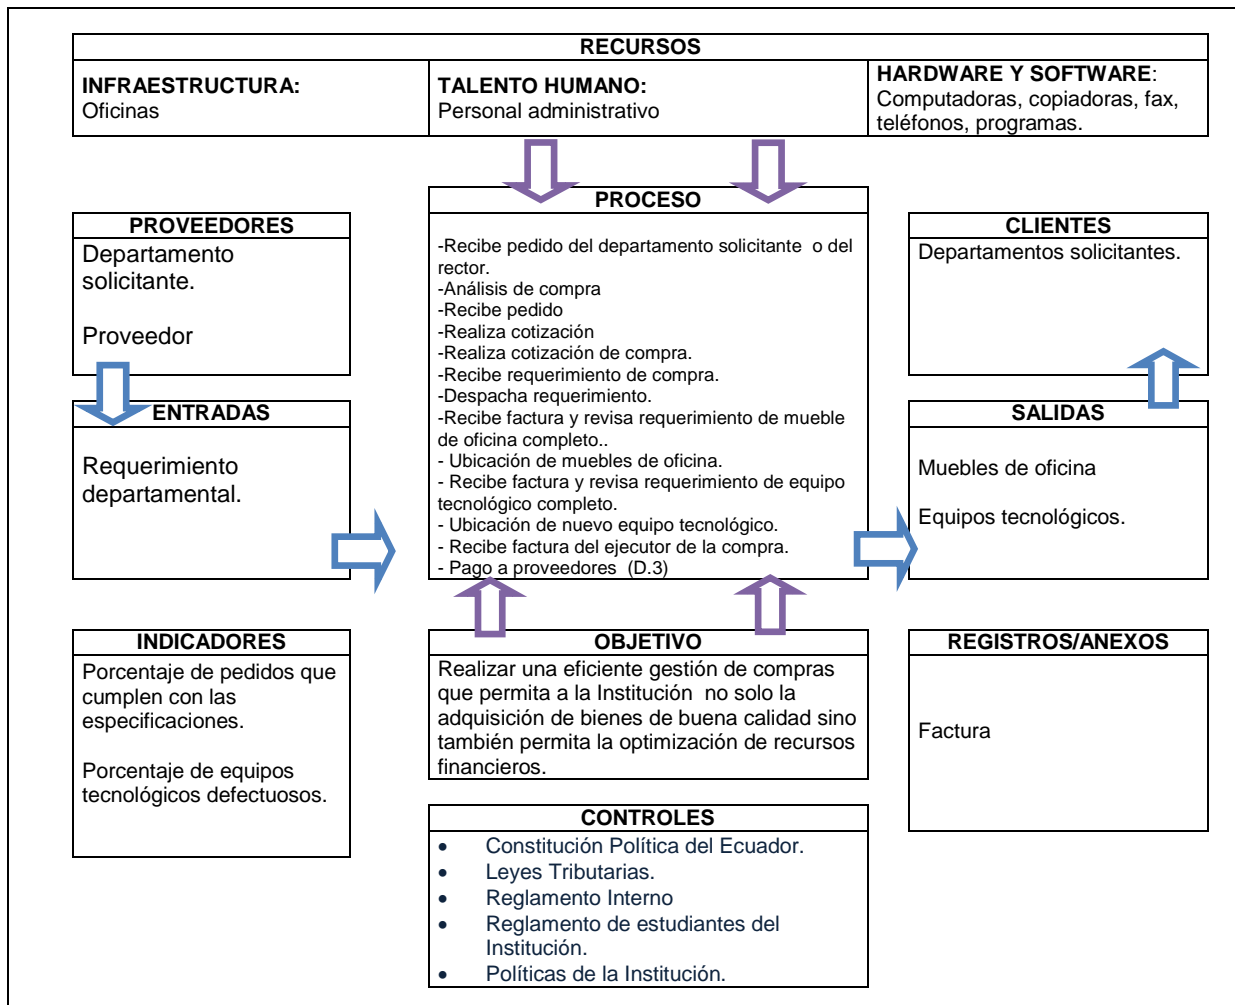 RECURSOS
INFRAESTRUCTURA:
Oficinas
TALENTO HUMANO:
Personal administrativo
HARDWARE Y SOFTWARE:
Computadoras, copiadoras, fax,
teléfonos, programas.
PROVEEDORES
Departamento
solicitante.
Proveedor
ENTRADAS
Requerimiento
departamental.
PROCESO
-Recibe pedido del departamento solicitante o del
rector.
-Análisis de compra
-Recibe pedido
-Realiza cotización
-Realiza cotización de compra.
-Recibe requerimiento de compra.
-Despacha requerimiento.
-Recibe factura y revisa requerimiento de mueble
de oficina completo..
- Ubicación de muebles de oficina.
- Recibe factura y revisa requerimiento de equipo
tecnológico completo.
- Ubicación de nuevo equipo tecnológico.
- Recibe factura del ejecutor de la compra.
- Pago a proveedores (D.3)
CLIENTES
Departamentos solicitantes.
SALIDAS
Muebles de oficina
Equipos tecnológicos.
INDICADORES
Porcentaje de pedidos que
cumplen con las
especificaciones.
Porcentaje de equipos
tecnológicos defectuosos.
OBJETIVO
Realizar una eficiente gestión de compras
que permita a la Institución no solo la
adquisición de bienes de buena calidad sino
también permita la optimización de recursos
financieros.
REGISTROS/ANEXOS
Factura
CONTROLES
• Constitución Política del Ecuador.
• Leyes Tributarias.
• Reglamento Interno
• Reglamento de estudiantes del
Institución.
• Políticas de la Institución.